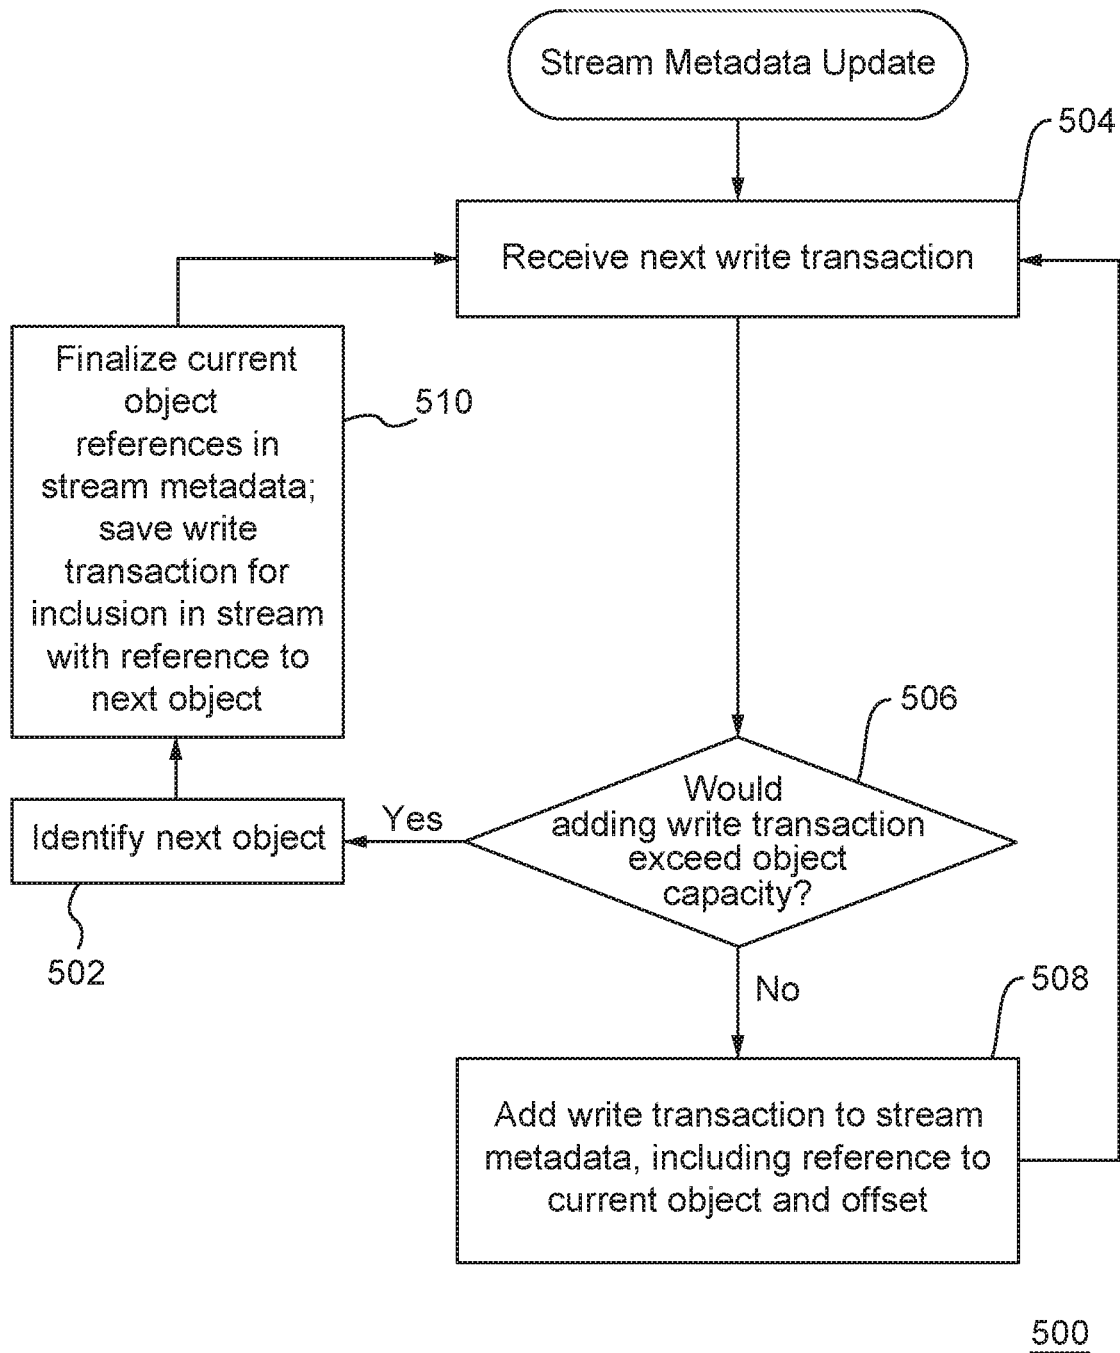 Stream Metadata Update
504
Receive next write transaction
Finalize current
object
references in
stream metadata;
save write
transaction for
inclusion in stream
with reference to
next object
510
506
Would
adding write transaction
exceed object
capacity?
Yes
Identify next object
502
No
508
Add write transaction to stream
metadata, including reference to
current object and offset
500